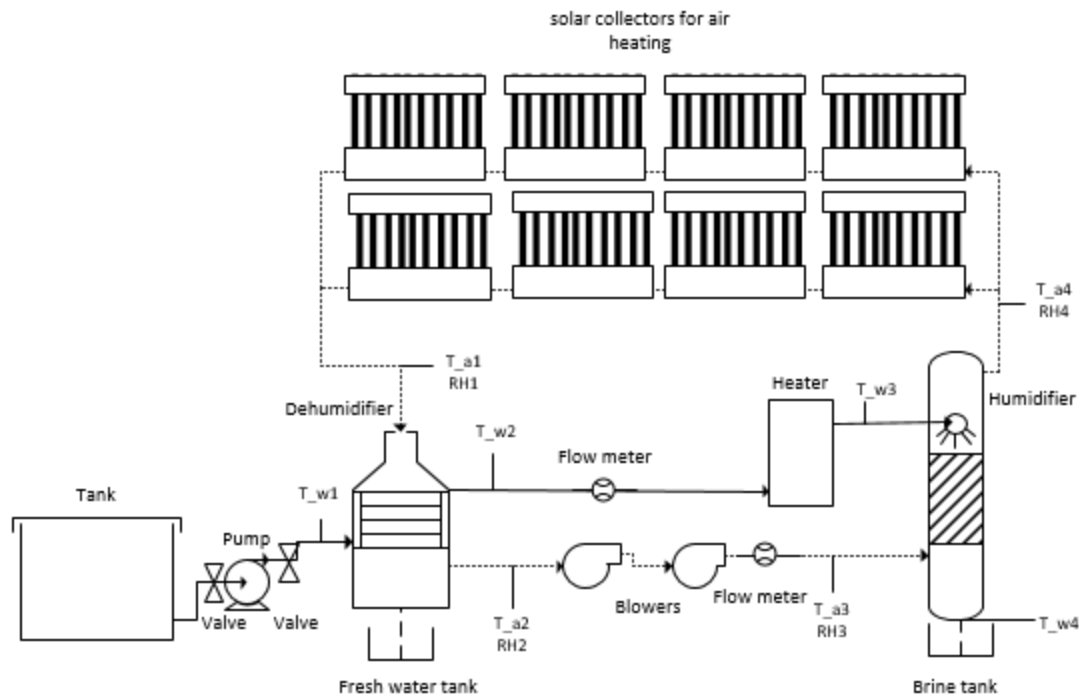 solar collectors for air
heating
T_a4
RH4
T_a1
RH1
Heater
T_w3
Humidifier
Dehumidifier
T_w2
Flow meter
Tank
T_w1
Pump
Valve
Valve
Blowers
Flow meter
T_a2
RH2
T_a3
RH3
T_w4
Fresh water tank
Brine tank